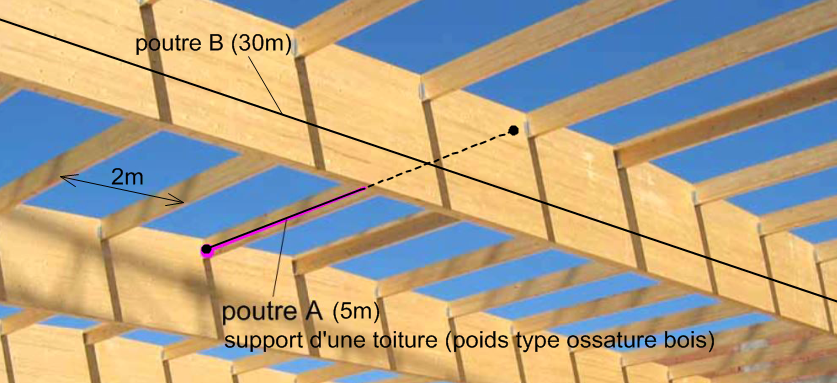 poutre B (30m)
2m
poutre A (5m)
support d'une toiture (poids type ossature bois)